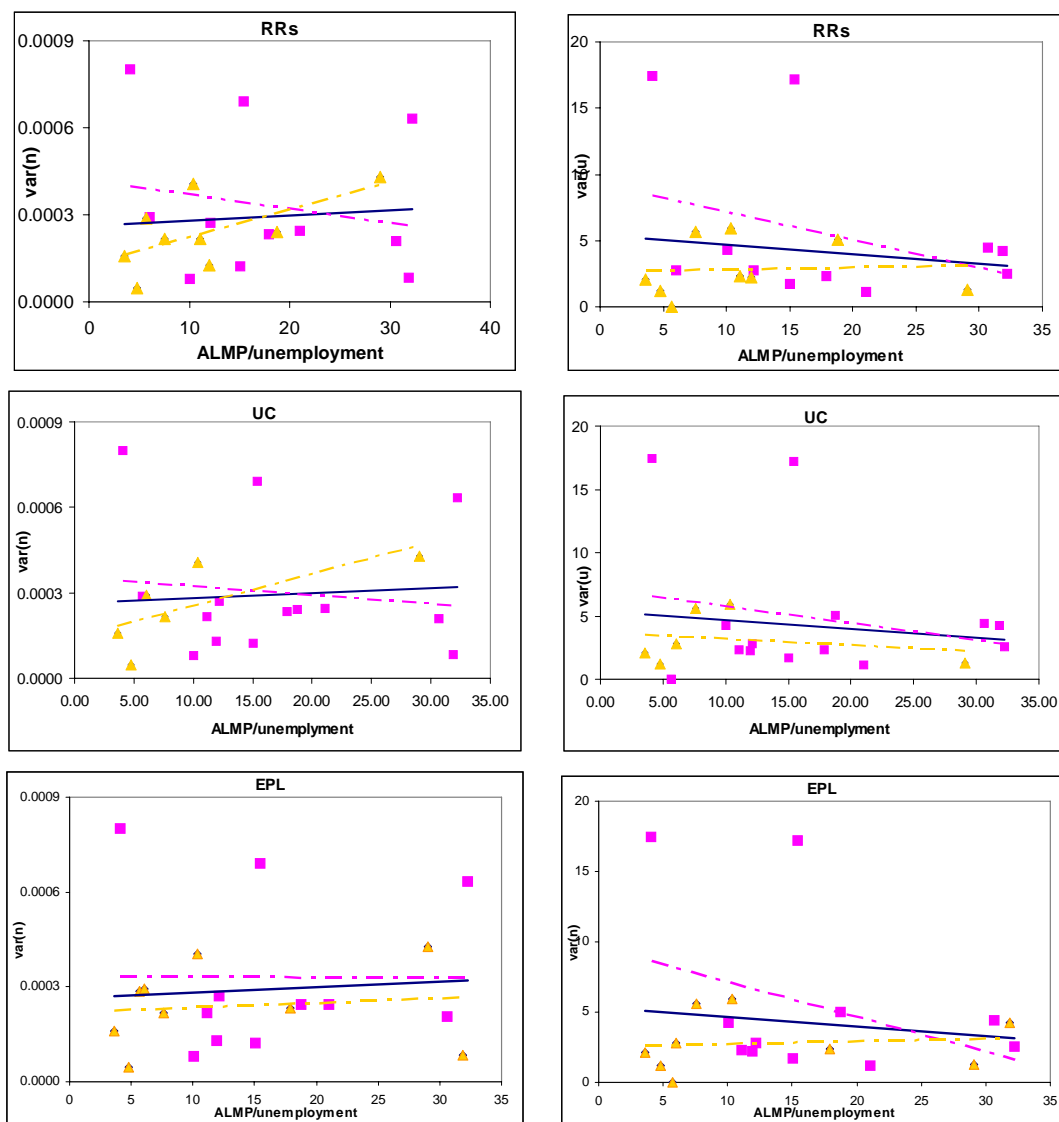 RRs
0.0009
0.0006
0.0003
0.0000
var(n)
0 10 20 30 40
ALMP/unemployment
RRs
20
15
10
5
0
var(u)
0 5 10 15 20 25 30 35
ALMP/unemployment
UC
0.0009
0.0006
0.0003
0.0000
var(n)
0.00 5.00 10.00 15.00 20.00 25.00 30.00 35.00
ALMP/unemplyment
UC
20
15
10
5
0
var(u)
0.00 5.00 10.00 15.00 20.00 25.00 30.00 35.00
ALMP/unemployment
EPL
0.0009
0.0006
0.0003
0.0000
var(n)
0 5 10 15 20 25 30 35
ALMP/unemployment
EPL
20
15
10
5
0
var(u)
0 5 10 15 20 25 30 35
ALMP/unemployment